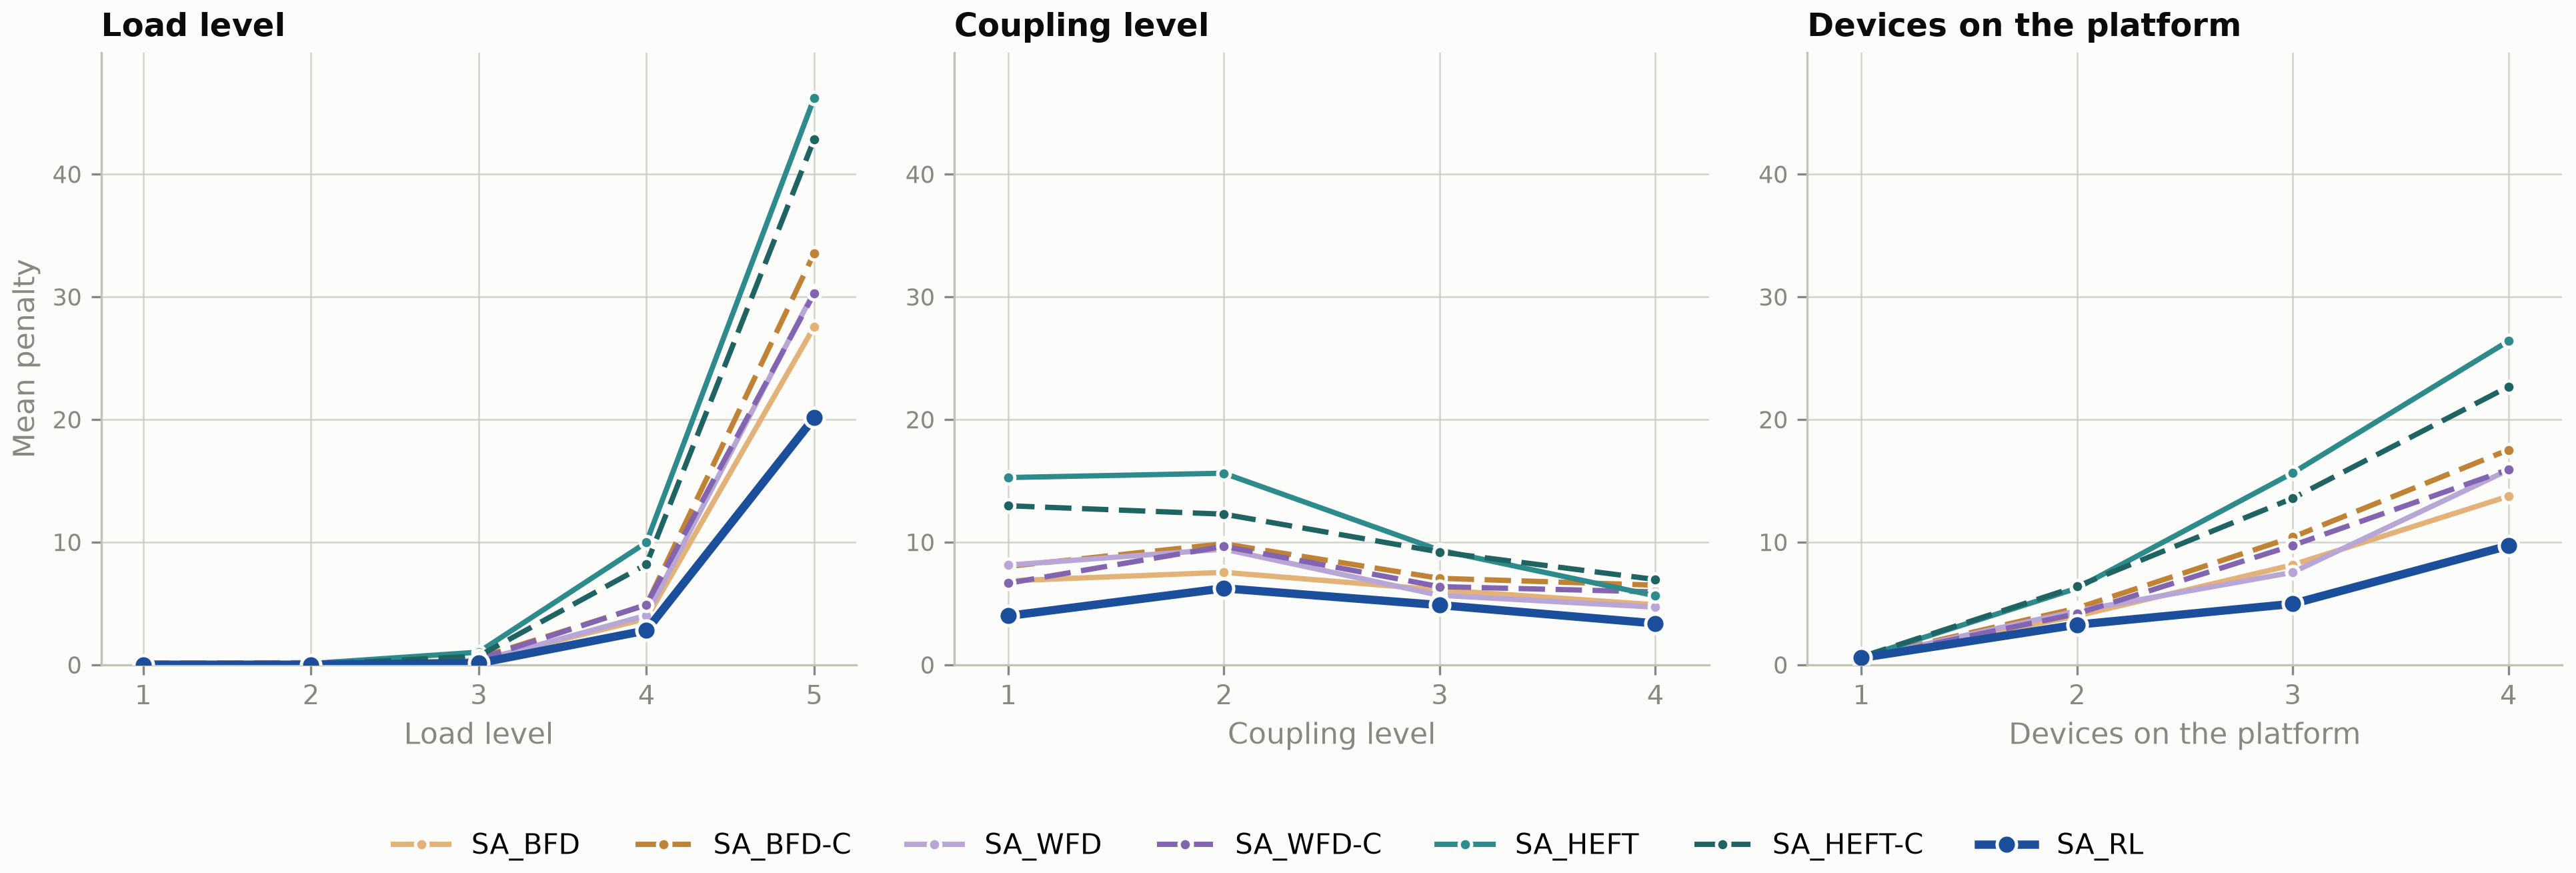 Load level
Coupling level
Devices on the platform
Mean penalty
40
30
20
10
0
1 2 3 4 5
Load level
40
30
20
10
0
1 2 3 4
Coupling level
40
30
20
10
0
1 2 3 4
Devices on the platform
SA_BFD SA_BFD-C SA_WFD SA_WFD-C SA_HEFT SA_HEFT-C SA_RL